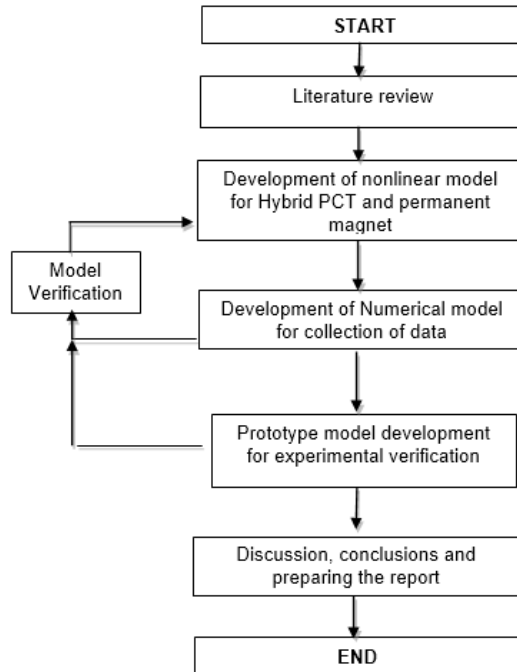 START
Literature review
Development of nonlinear model
for Hybrid PCT and permanent
magnet
Model
Verification
Development of Numerical model
for collection of data
Prototype model development
for experimental verification
Discussion, conclusions and
preparing the report
END